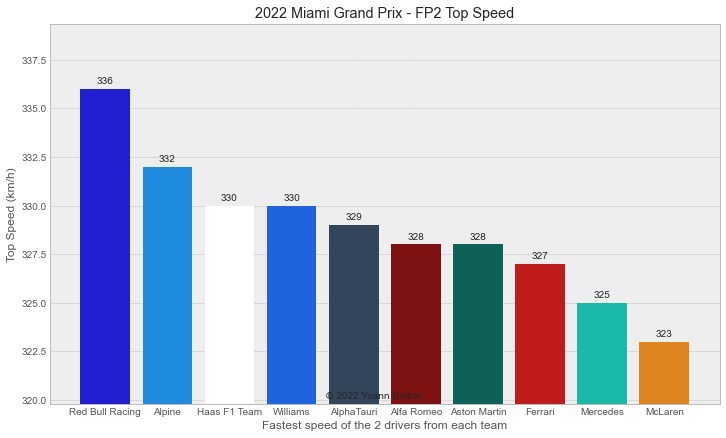 2022 Miami Grand Prix - FP2 Top Speed
Top Speed (km/h)
337.5
335.0
332.5
330.0
327.5
325.0
322.5
320.0
336
332
330
330
329
328
328
327
325
323
© 2022 Yoann
Red Bull Racing
Alpine
Haas F1 Team
Williams
AlphaTauri
Alfa Romeo
Aston Martin
Ferrari
Mercedes
McLaren
Fastest speed of the 2 drivers from each team